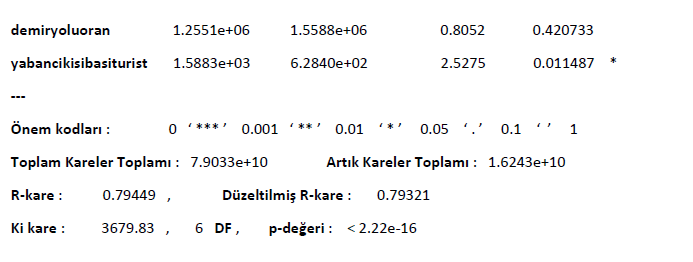 demiryoluoran 1.2551e+06 1.5588e+06 0.8052 0.420733
yabancikisibasiturist 1.5883e+03 6.2840e+02 2.5275 0.011487 *
---
Önem kodları : 0 ‘ *** ’ 0.001 ‘ ** ’ 0.01 ‘ * ’ 0.05 ‘ . ’ 0.1 ‘ ’ 1
Toplam Kareler Toplamı : 7.9033e+10 Artık Kareler Toplamı : 1.6243e+10
R-kare : 0.79449 , Düzeltilmiş R-kare : 0.79321
Ki kare : 3679.83 , 6 DF , p-değeri : < 2.22e-16